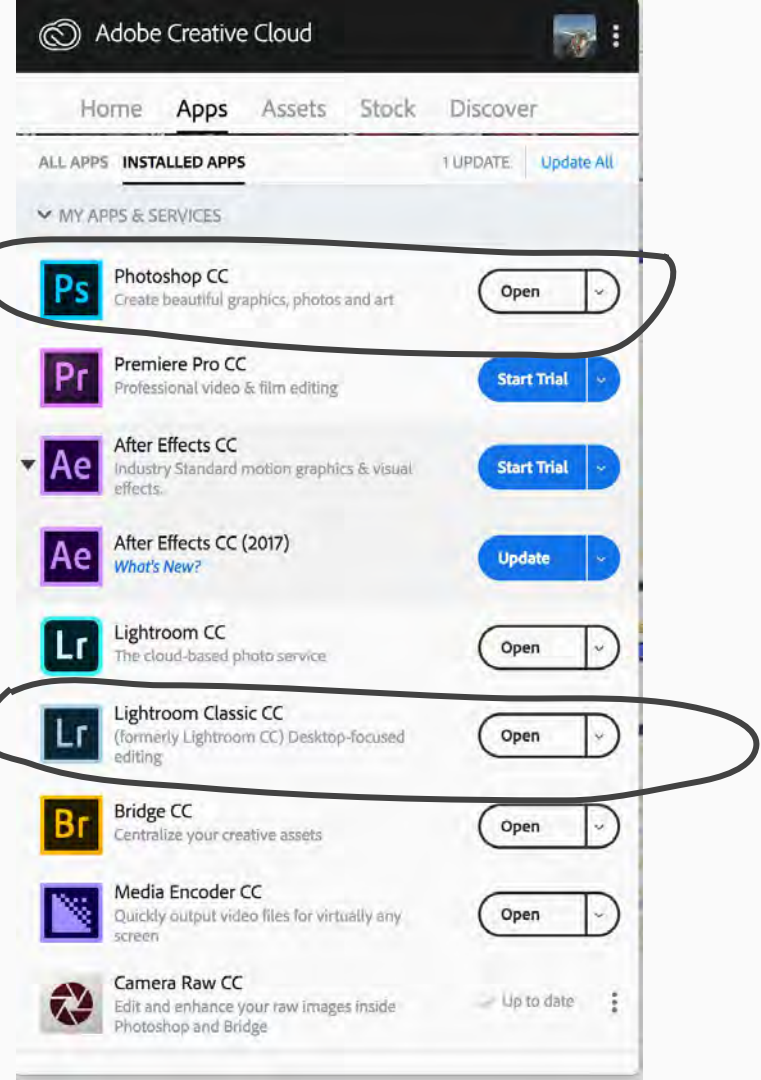 Adobe Creative Cloud
Home Apps Assets Stock Discover
ALL APPS INSTALLED APPS 1 UPDATE Update All
MY APPS & SERVICES
Ps Photoshop CC
Create beautiful graphics, photos and art
Open
Pr Premiere Pro CC
Professional video & film editing
Start Trial
Ae After Effects CC
Industry Standard motion graphics & visual
effects.
Start Trial
Ae After Effects CC (2017)
What's New?
Update
Lr Lightroom CC
The cloud-based photo service
Open
Lr Lightroom Classic CC
(formerly Lightroom CC) Desktop-focused
editing
Open
Br Bridge CC
Centralize your creative assets
Open
Media Encoder CC
Quickly output video files for virtually any
screen
Open
Camera Raw CC
Edit and enhance your raw images inside
Photoshop and Bridge
Up to date